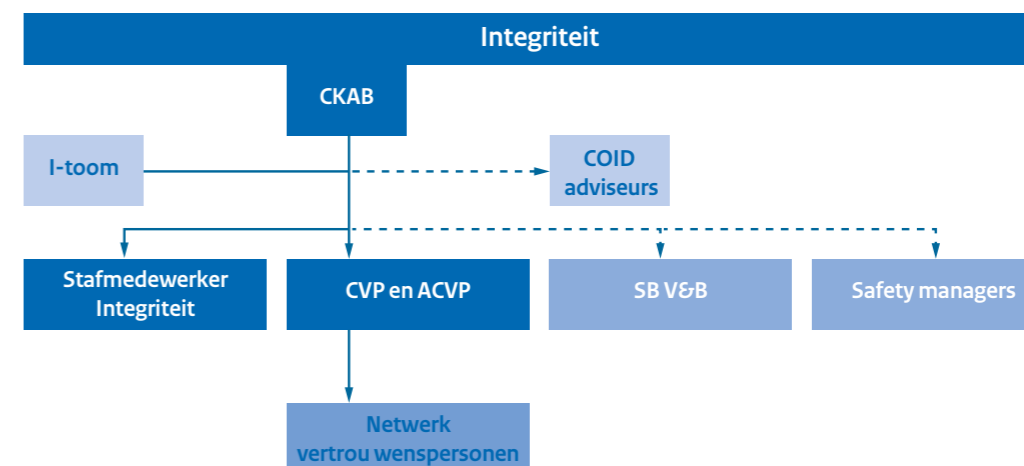 Integriteit
CKAB
I-toom
COID
adviseurs
Stafmedewerker
Integriteit
CVP en ACVP
SB V&B
Safety managers
Netwerk
vertrou wenspersonen